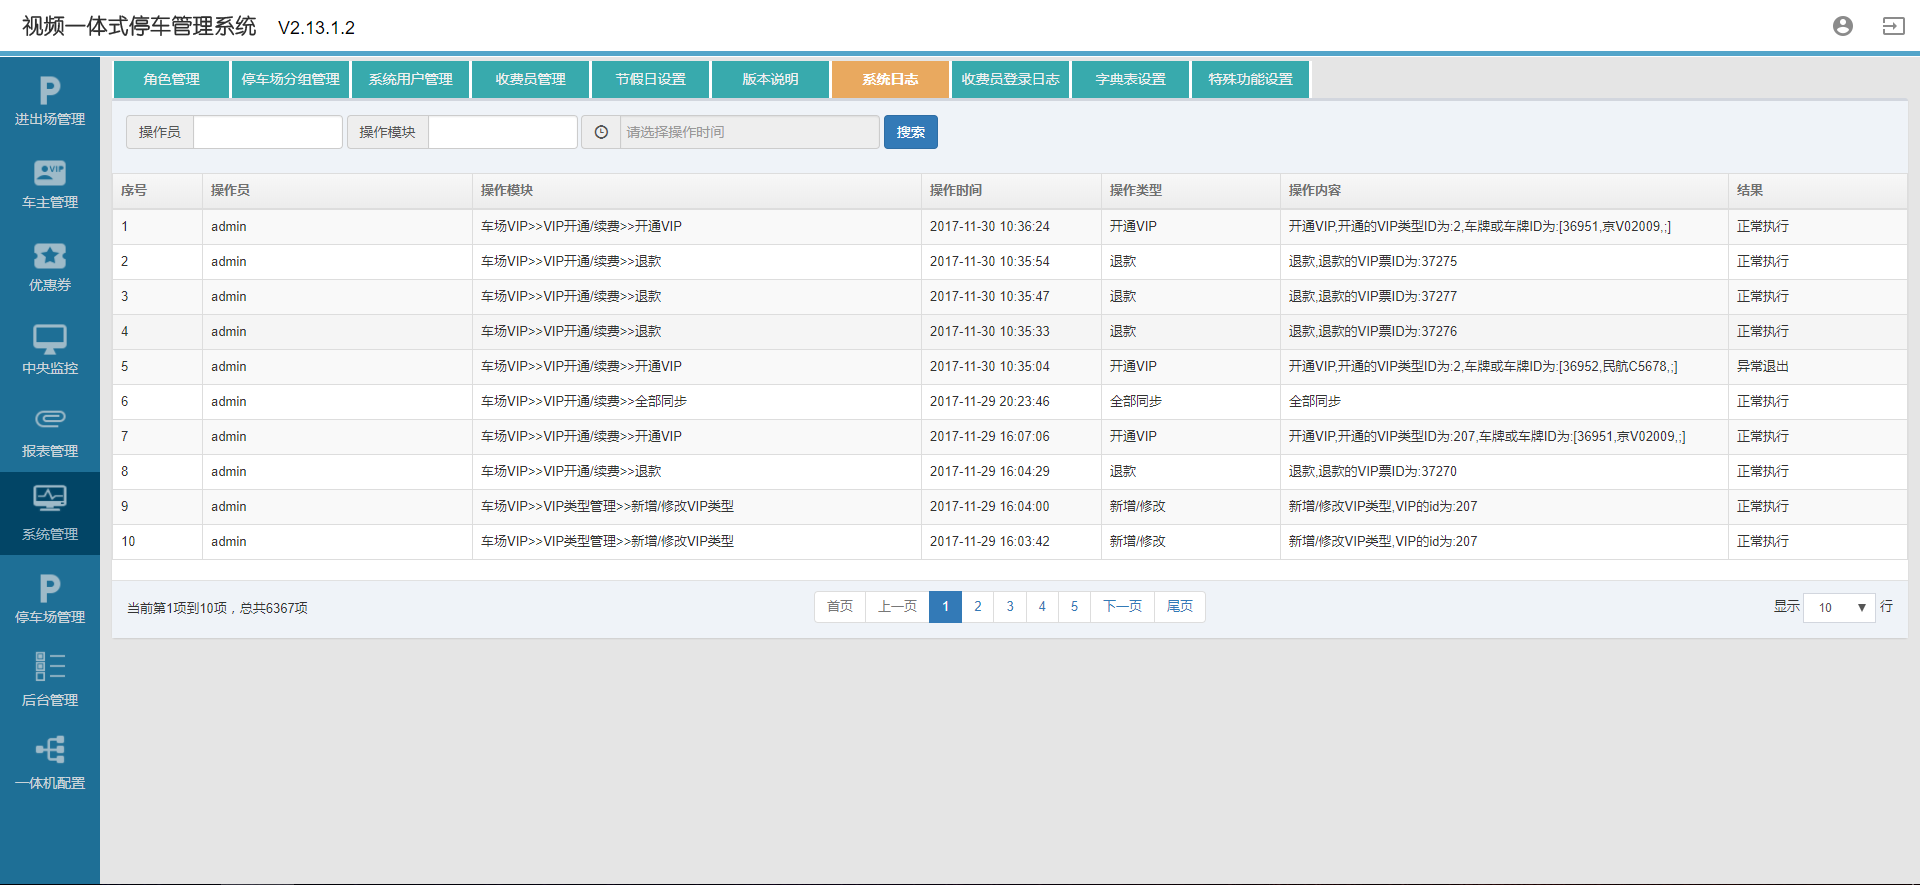 视频一体式停车管理系统 V2.13.1.2
进出场管理
车主管理
优惠券
中央监控
报表管理
系统管理
停车场管理
后台管理
一体机配置
角色管理 停车场分组管理 系统用户管理 收费员管理 节假日设置 版本说明 系统日志 收费员登录日志 字典表设置 特殊功能设置
操作员 操作模块 请选择操作时间 搜索
序号 操作员 操作模块 操作时间 操作类型 操作内容 结果
1 admin 车场VIP>>VIP开通/续费>>开通VIP 2017-11-30 10:36:24 开通VIP 开通VIP,开通的VIP类型ID为:2,车牌或车牌ID为:[36951,京V02009,;] 正常执行
2 admin 车场VIP>>VIP开通/续费>>退款 2017-11-30 10:35:54 退款 退款,退款的VIP票ID为:37275 正常执行
3 admin 车场VIP>>VIP开通/续费>>退款 2017-11-30 10:35:47 退款 退款,退款的VIP票ID为:37277 正常执行
4 admin 车场VIP>>VIP开通/续费>>退款 2017-11-30 10:35:33 退款 退款,退款的VIP票ID为:37276 正常执行
5 admin 车场VIP>>VIP开通/续费>>开通VIP 2017-11-30 10:35:04 开通VIP 开通VIP,开通的VIP类型ID为:2,车牌或车牌ID为:[36952,民航C5678,;] 异常退出
6 admin 车场VIP>>VIP开通/续费>>全部同步 2017-11-29 20:23:46 全部同步 全部同步 正常执行
7 admin 车场VIP>>VIP开通/续费>>开通VIP 2017-11-29 16:07:06 开通VIP 开通VIP,开通的VIP类型ID为:207,车牌或车牌ID为:[36951,京V02009,;] 正常执行
8 admin 车场VIP>>VIP开通/续费>>退款 2017-11-29 16:04:29 退款 退款,退款的VIP票ID为:37270 正常执行
9 admin 车场VIP>>VIP类型管理>>新增/修改VIP类型 2017-11-29 16:04:00 新增/修改 新增/修改VIP类型,VIP的id为:207 正常执行
10 admin 车场VIP>>VIP类型管理>>新增/修改VIP类型 2017-11-29 16:03:42 新增/修改 新增/修改VIP类型,VIP的id为:207 正常执行
当前第1项到10项，总共6367项 首页 上一页 1 2 3 4 5 下一页 尾页 显示 10 ▼ 行